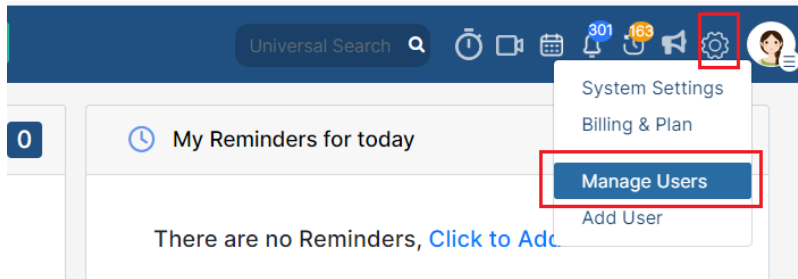 Universal Search
301
163
System Settings
Billing & Plan
0
My Reminders for today
Manage Users
Add User
There are no Reminders, Click to Add